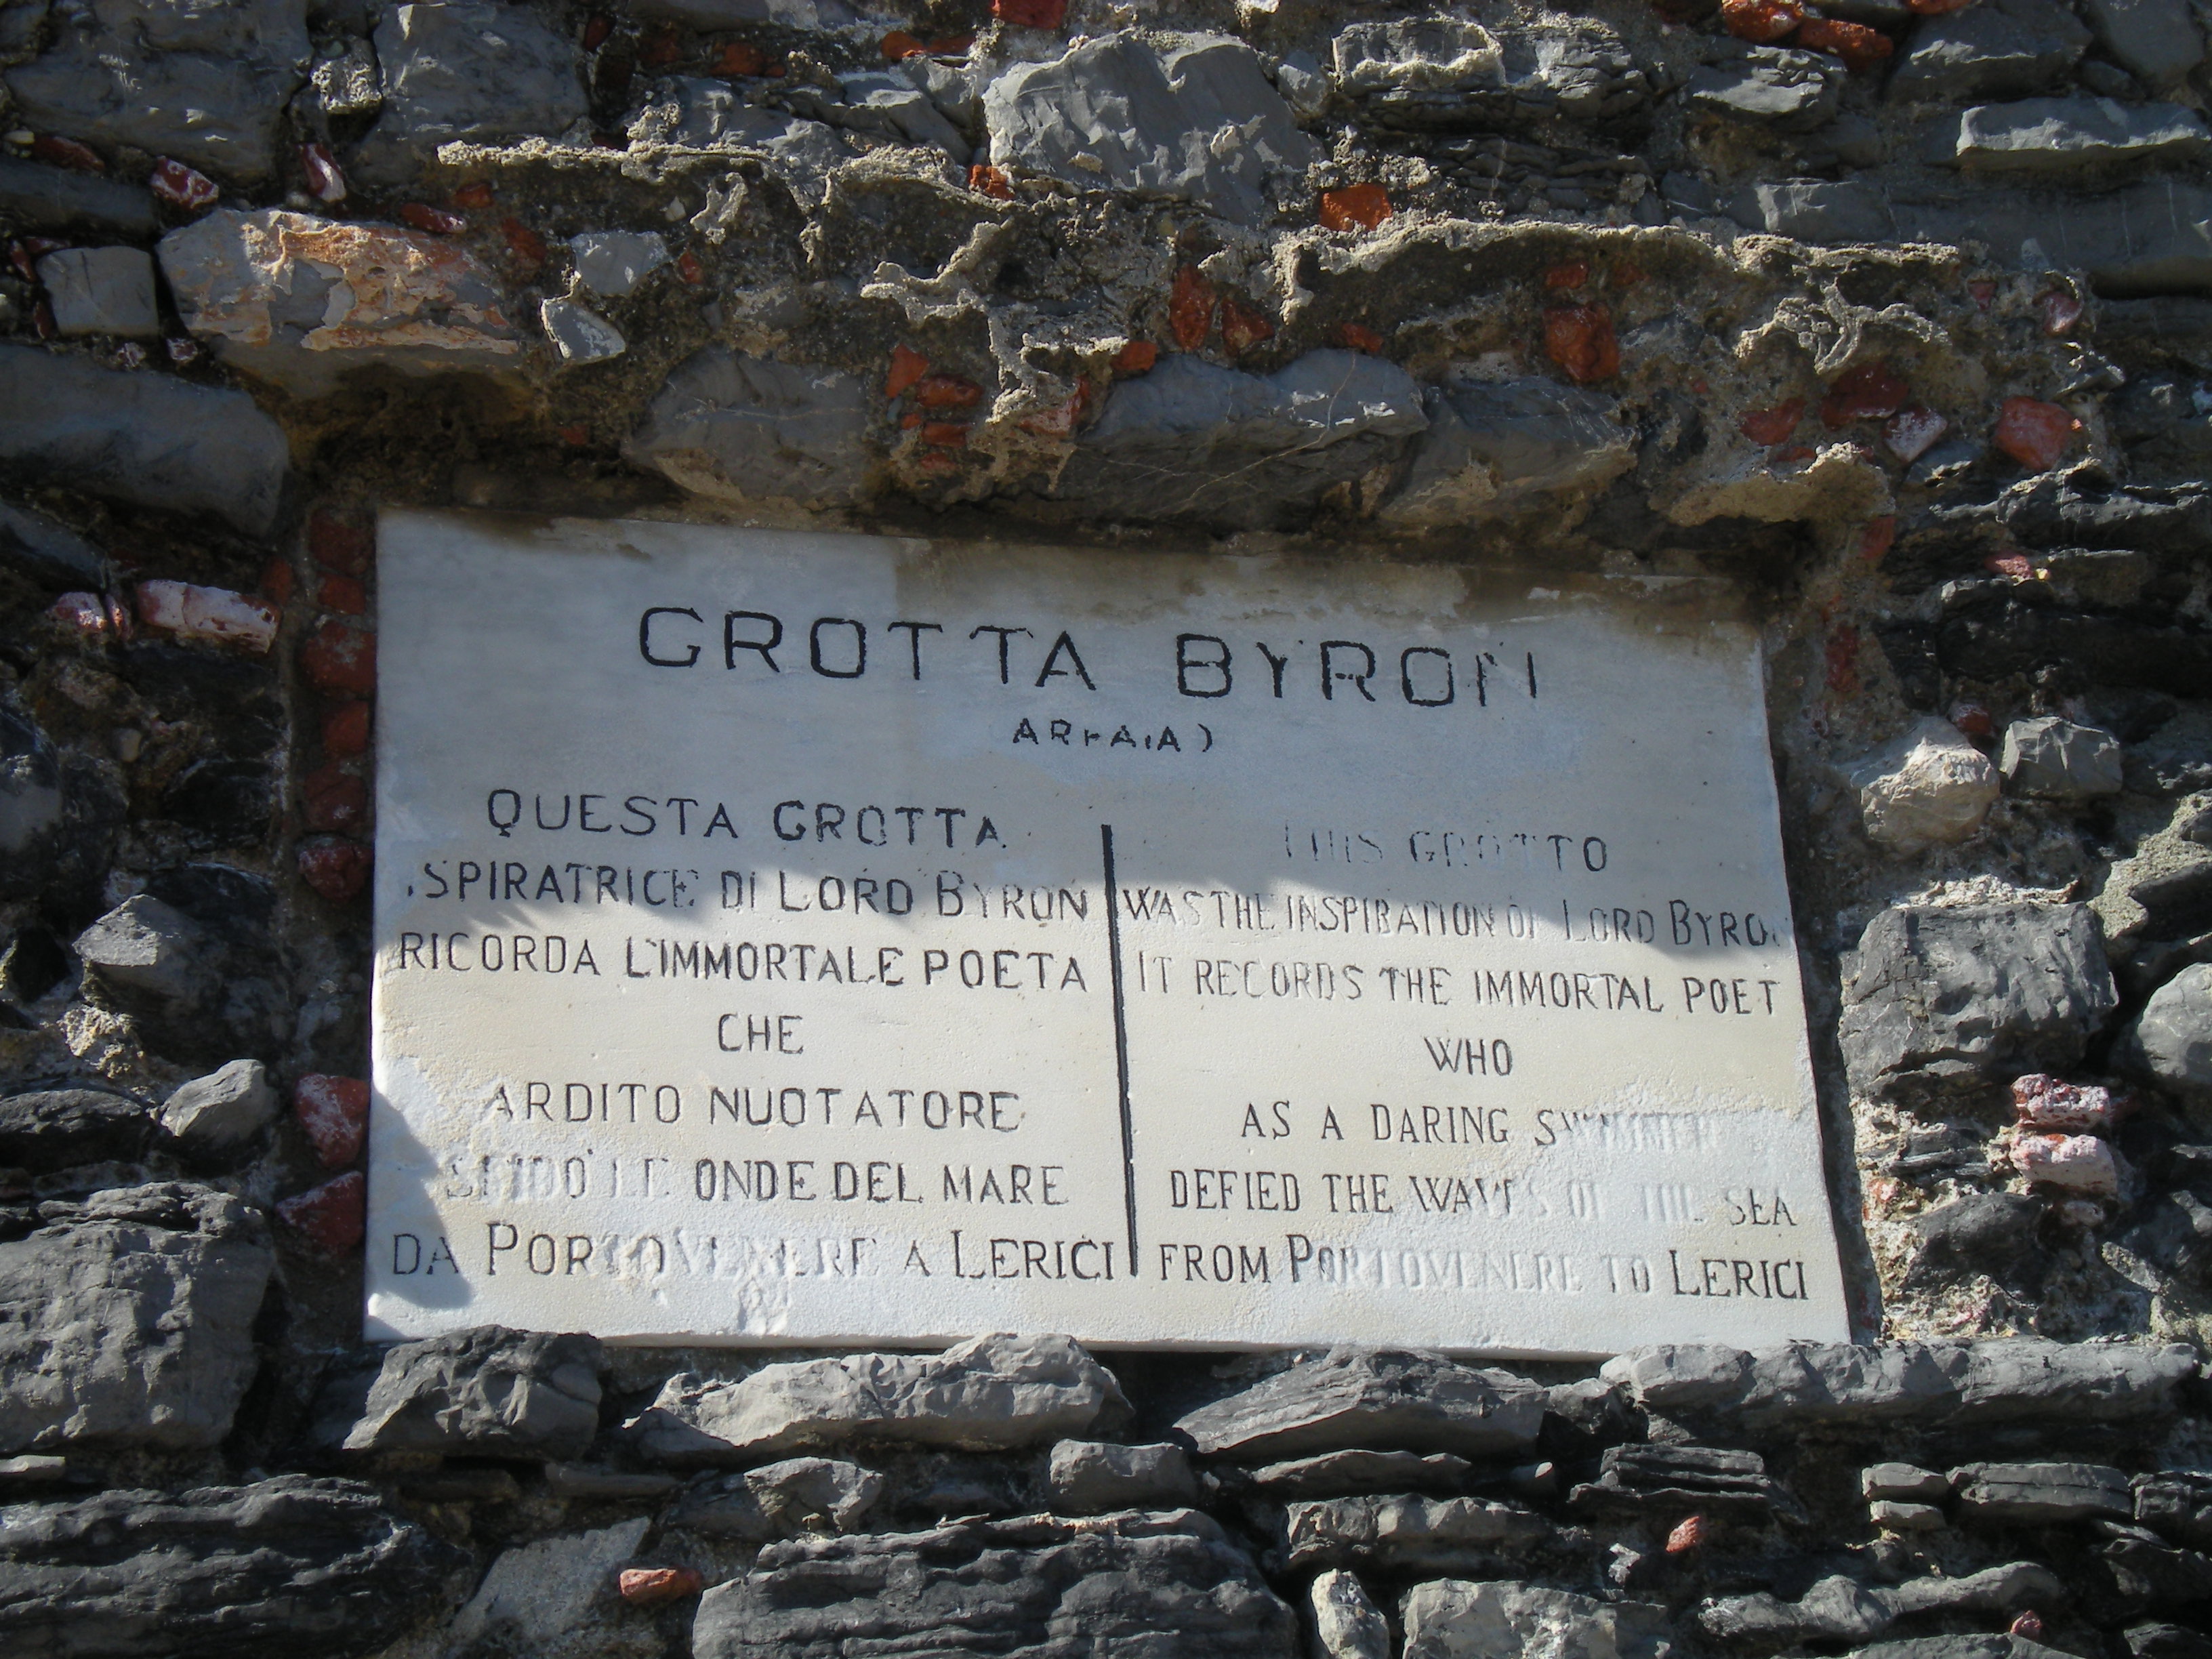 GROTTA BYRON
ARPAIA)
QUESTA GROTTA
ISPIRATRICE DI LORD BYRON
RICORDA L'IMMORTALE POETA
CHE
ARDITO NUOTATORE
SFIDO' LE ONDE DEL MARE
DA PORTOVENERE A LERICI
THIS GROTTO
WAS THE INSPIRATION OF LORD BYRON
IT RECORDS THE IMMORTAL POET
WHO
AS A DARING SWIMMER
DEFIED THE WAVES OF THE SEA
FROM PORTOVENERE TO LERICI